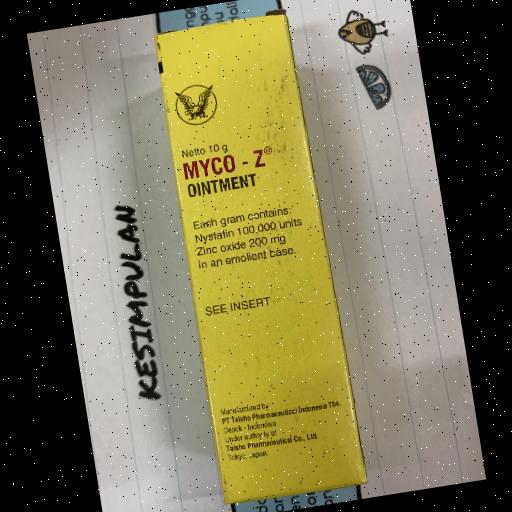 Netto 10 g
MYCO - Z®
OINTMENT
Each gram contains:
Nystatin 100,000 units
Zinc oxide 200 mg
in an emolient base.
SEE INSERT
Manufactured by
PT Taisho Pharmaceutical Indonesia Tbk.
Depok - Indonesia
Under authority of
Taisho Pharmaceutical Co., Ltd.
Tokyo, Japan.
KESIMPULAN